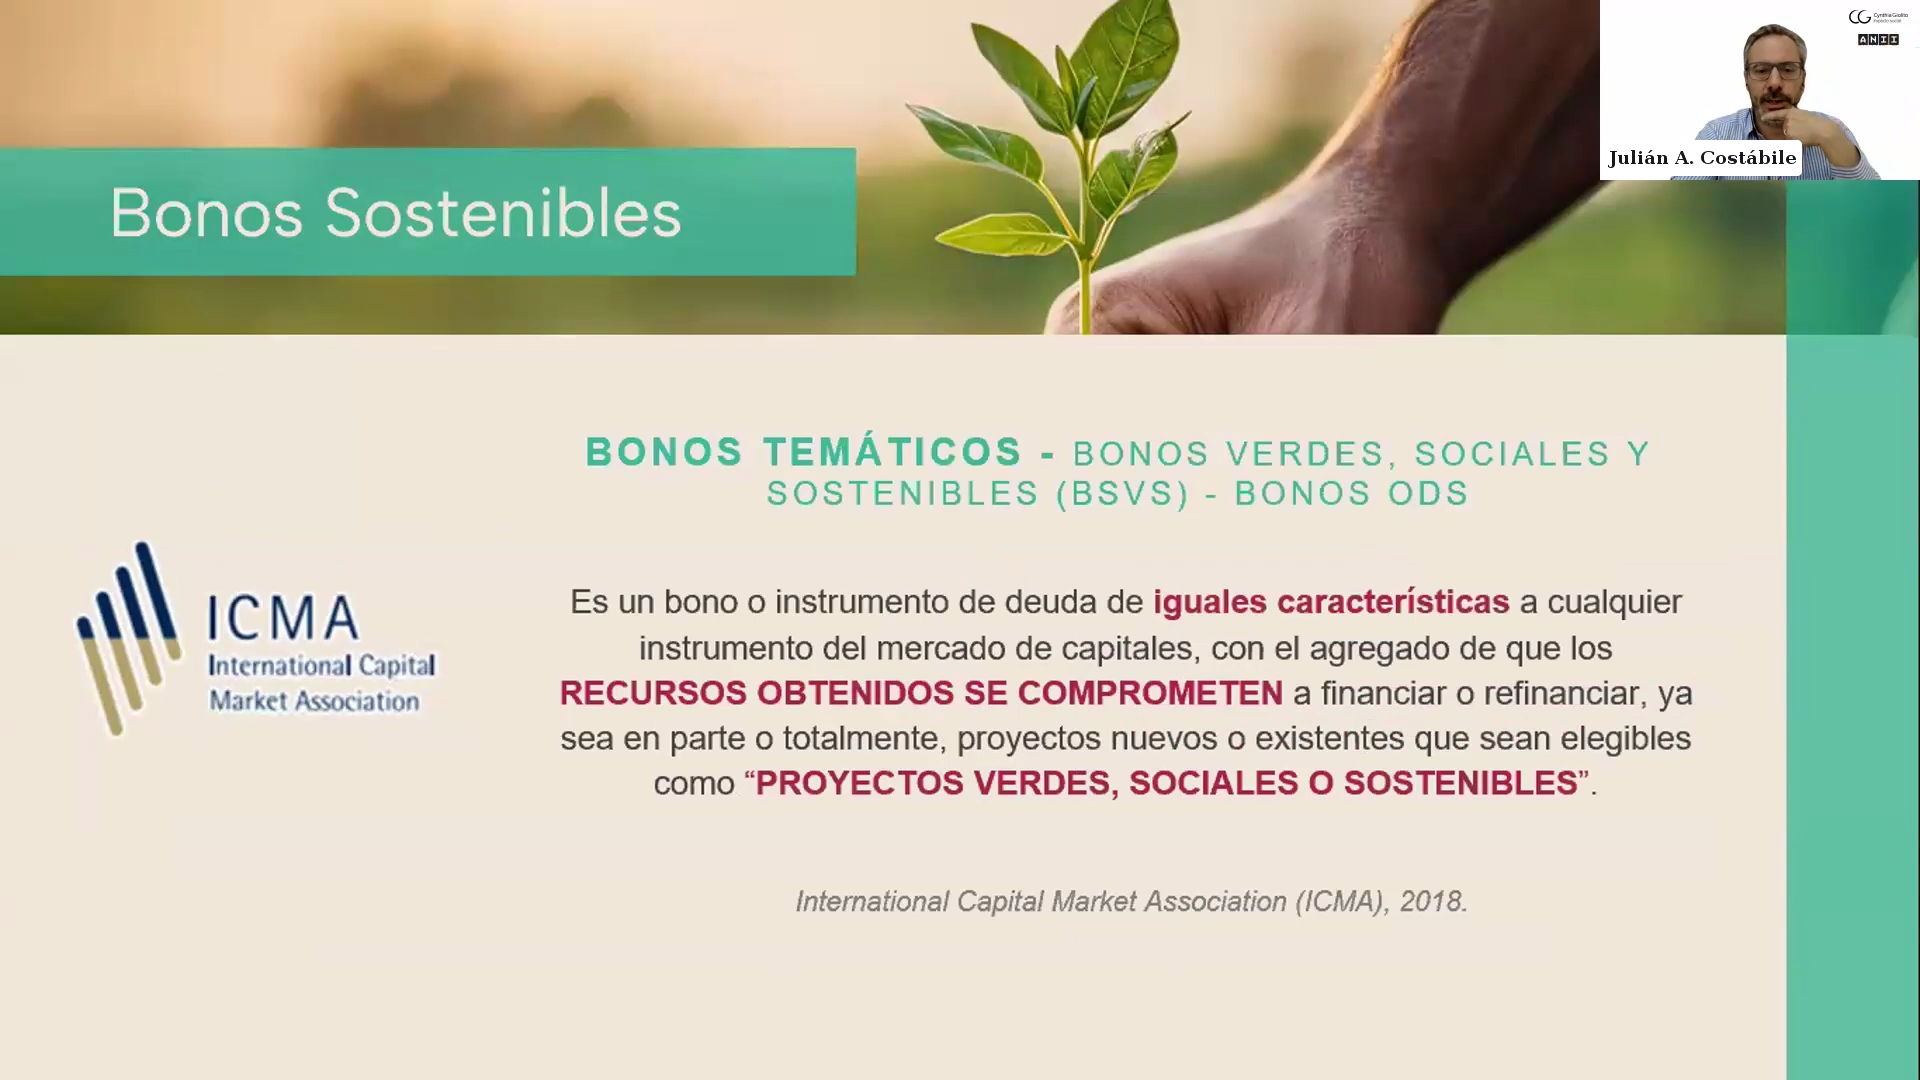 CG Cynthia Giolito
ANII
Julián A. Costábile
Bonos Sostenibles
BONOS TEMÁTICOS - BONOS VERDES, SOCIALES Y
SOSTENIBLES (BSVS) - BONOS ODS
ICMA
International Capital
Market Association
Es un bono o instrumento de deuda de iguales características a cualquier
instrumento del mercado de capitales, con el agregado de que los
RECURSOS OBTENIDOS SE COMPROMETEN a financiar o refinanciar, ya
sea en parte o totalmente, proyectos nuevos o existentes que sean elegibles
como “PROYECTOS VERDES, SOCIALES O SOSTENIBLES”.
International Capital Market Association (ICMA), 2018.